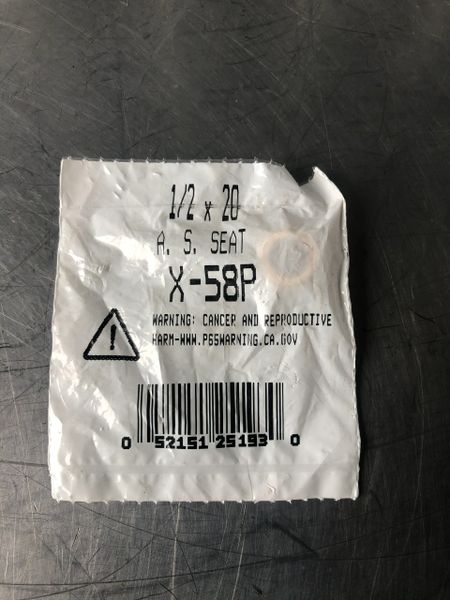 1/2 x 20
A. S. SEAT
X-58P
WARNING: CANCER AND REPRODUCTIVE
HARM-WWW.P65WARNING.CA.GOV
0 52151 25193 0